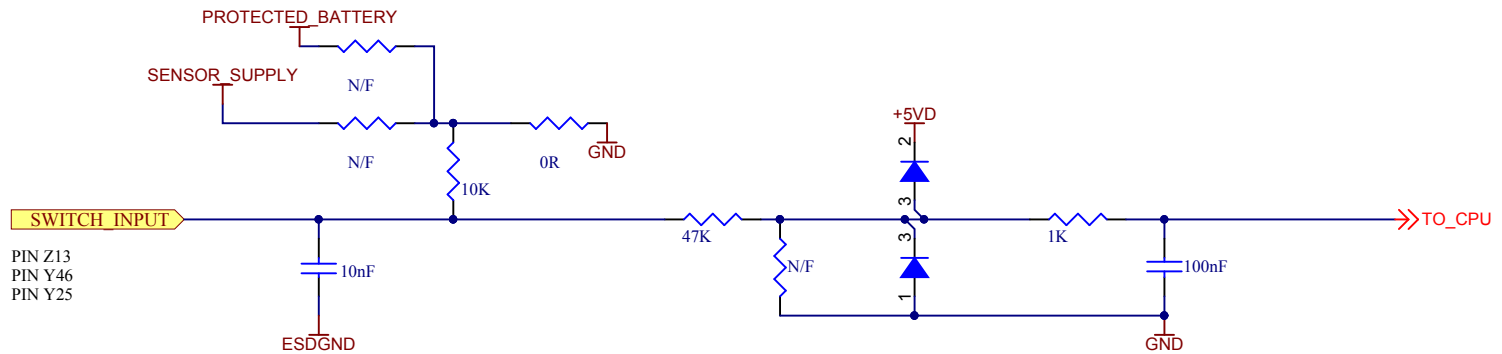 PROTECTED_BATTERY
N/F
SENSOR_SUPPLY
N/F
0R
GND
10K
+5VD
2
3
SWITCH_INPUT
47K
1K
TO_CPU
PIN Z13
PIN Y46
PIN Y25
10nF
N/F
3
1
100nF
ESDGND
GND